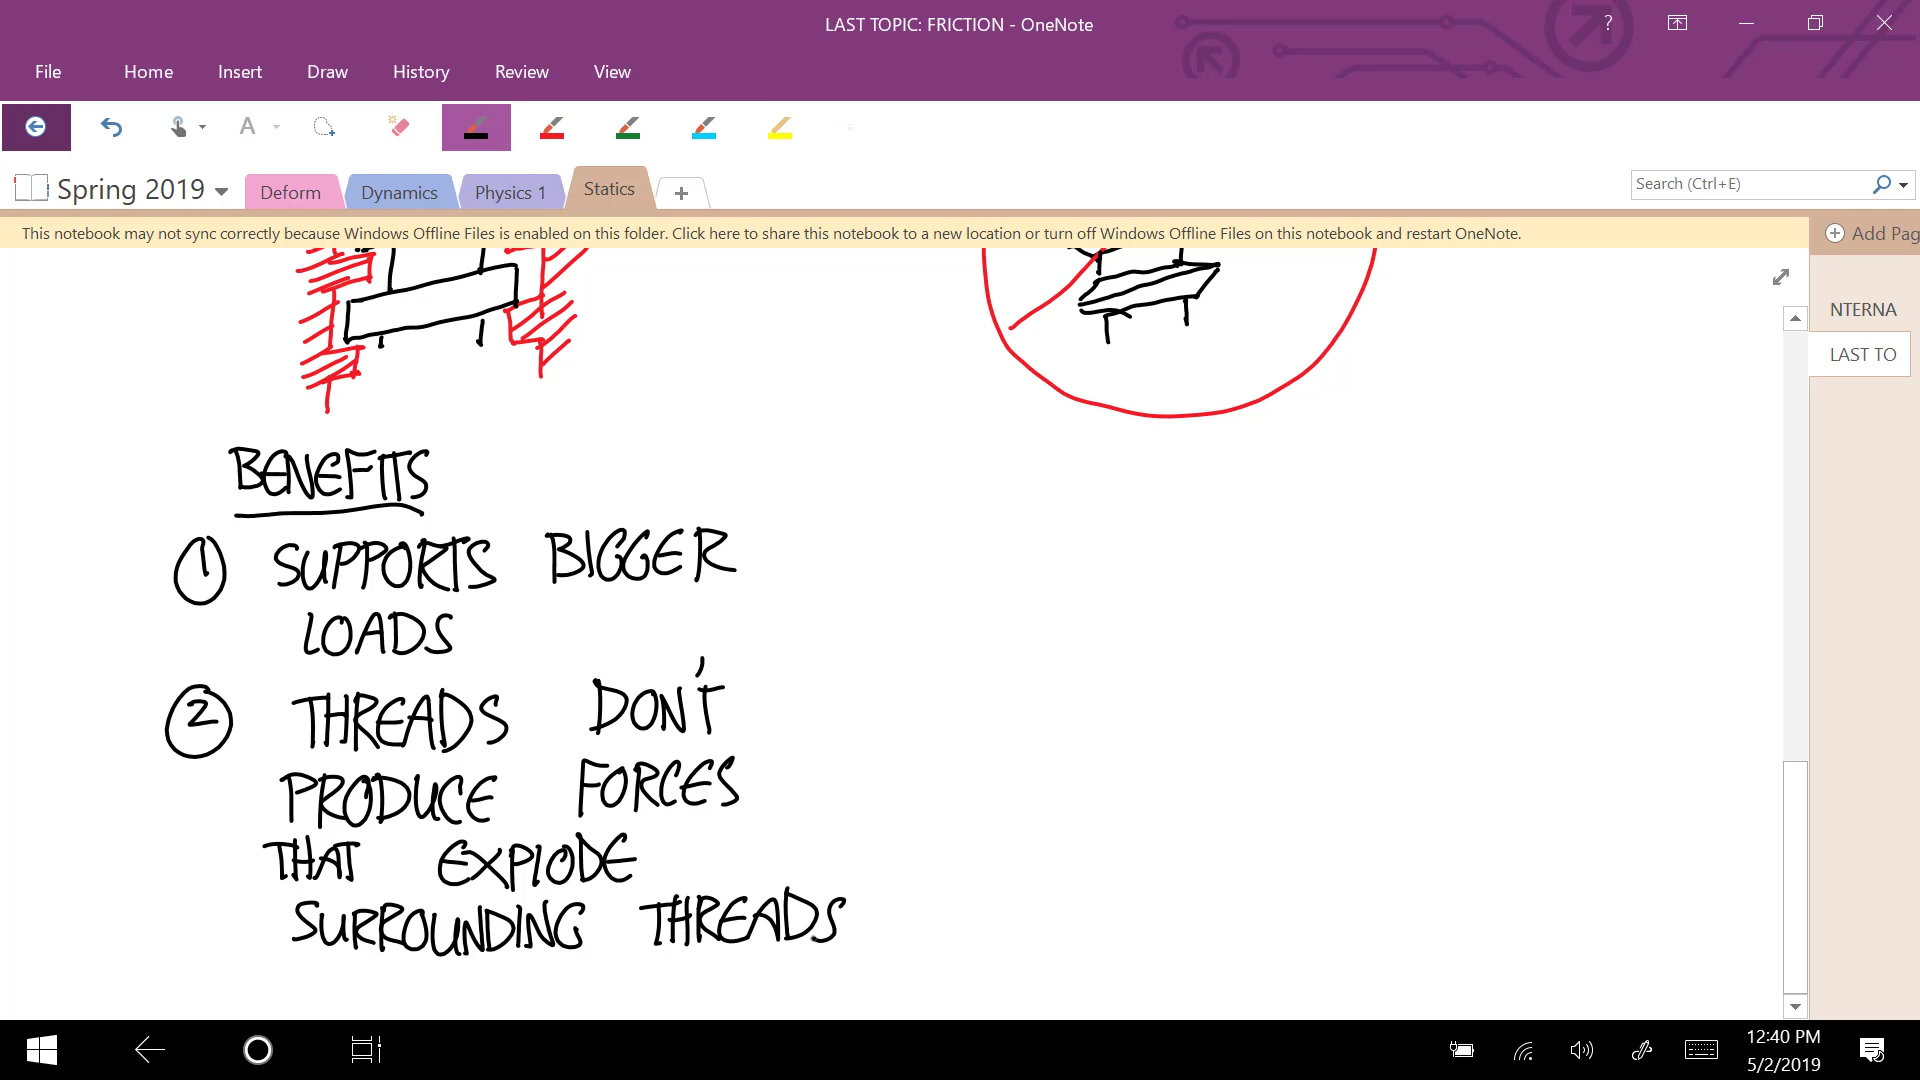 LAST TOPIC: FRICTION - OneNote
?
File Home Insert Draw History Review View
A
Spring 2019 Deform Dynamics Physics 1 Statics +
Search (Ctrl+E)
This notebook may not sync correctly because Windows Offline Files is enabled on this folder. Click here to share this notebook to a new location or turn off Windows Offline Files on this notebook and restart OneNote.
Add Pag
NTERNA
LAST TO
BENEFITS
1 SUPPORTS BIGGER
LOADS
2 THREADS DON'T
PRODUCE FORCES
THAT EXPLODE
SURROUNDING THREADS
12:40 PM
5/2/2019